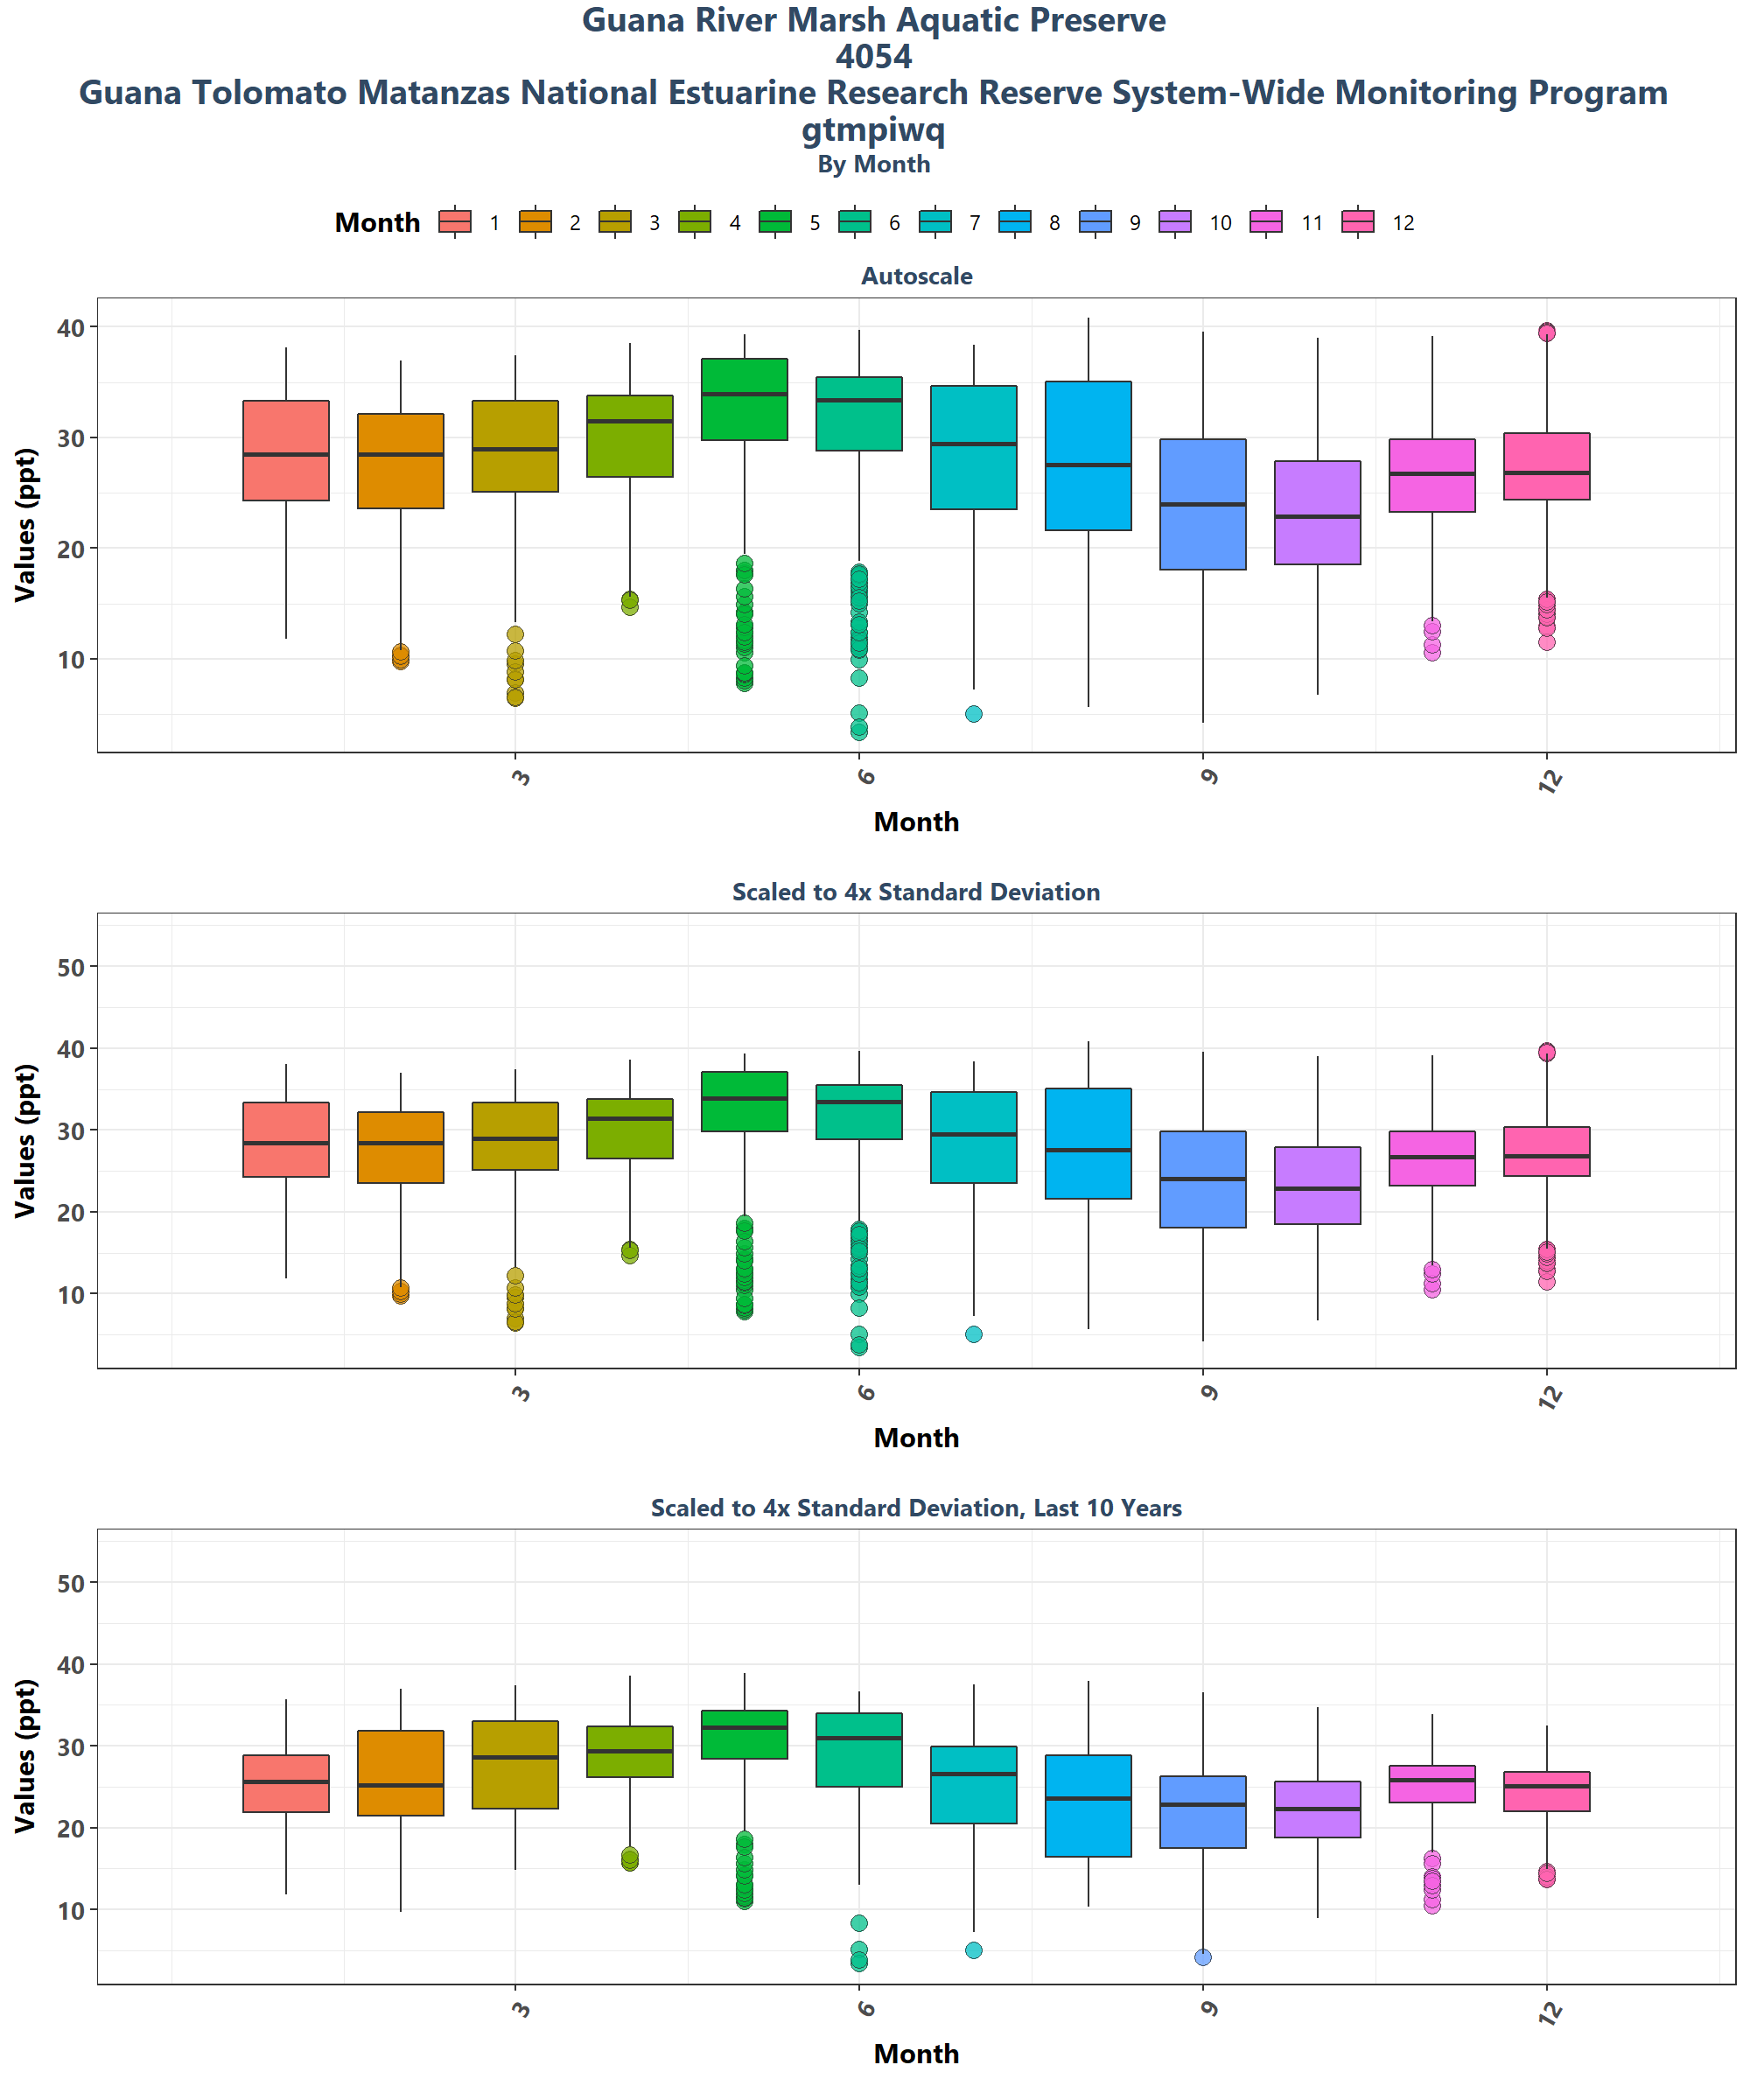 Guana River Marsh Aquatic Preserve
4054
Guana Tolomato Matanzas National Estuarine Research Reserve System-Wide Monitoring Program
gtmpiwq
By Month
Month 1 2 3 4 5 6 7 8 9 10 11 12
Autoscale
Values (ppt)
40
30
20
10
3 6 9 12
Month
Scaled to 4x Standard Deviation
Values (ppt)
50
40
30
20
10
3 6 9 12
Month
Scaled to 4x Standard Deviation, Last 10 Years
Values (ppt)
50
40
30
20
10
3 6 9 12
Month